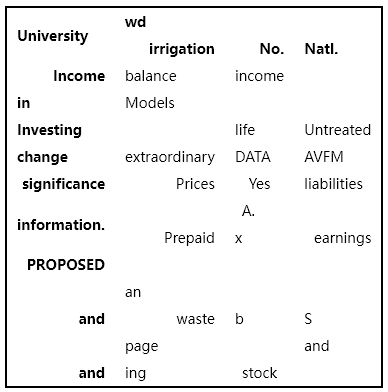 University wd
irrigation No. Natl.
Income balance income
in Models
Investing life Untreated
change extraordinary DATA AVFM
significance Prices Yes liabilities
information. A.
Prepaid x earnings
PROPOSED
an
and waste b S
page and
and ing stock